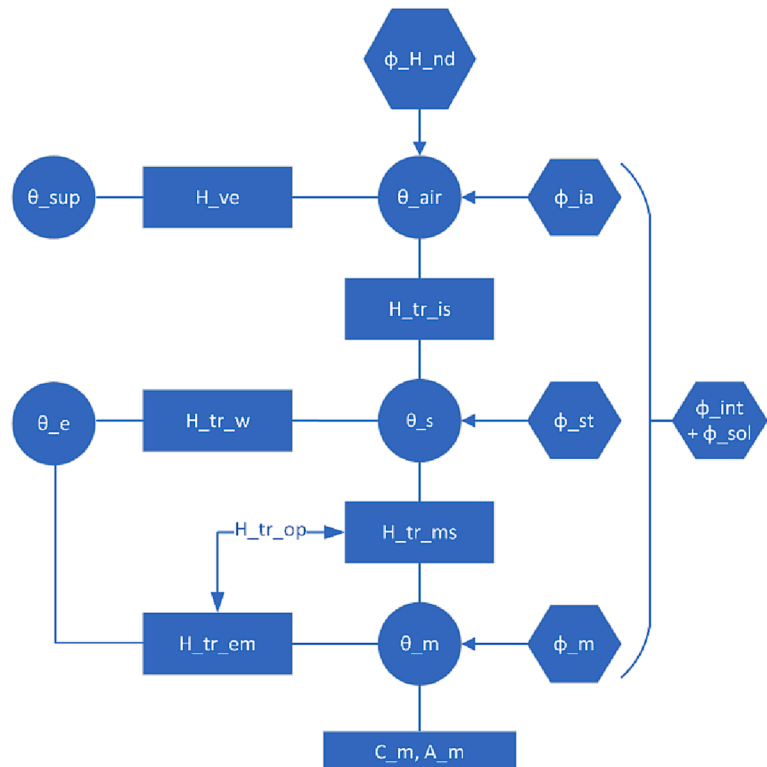 ϕ_H_nd
θ_sup
H_ve
θ_air
ϕ_ia
H_tr_is
θ_e
H_tr_w
θ_s
ϕ_st
ϕ_int
+ ϕ_sol
H_tr_op
H_tr_ms
H_tr_em
θ_m
ϕ_m
C_m, A_m